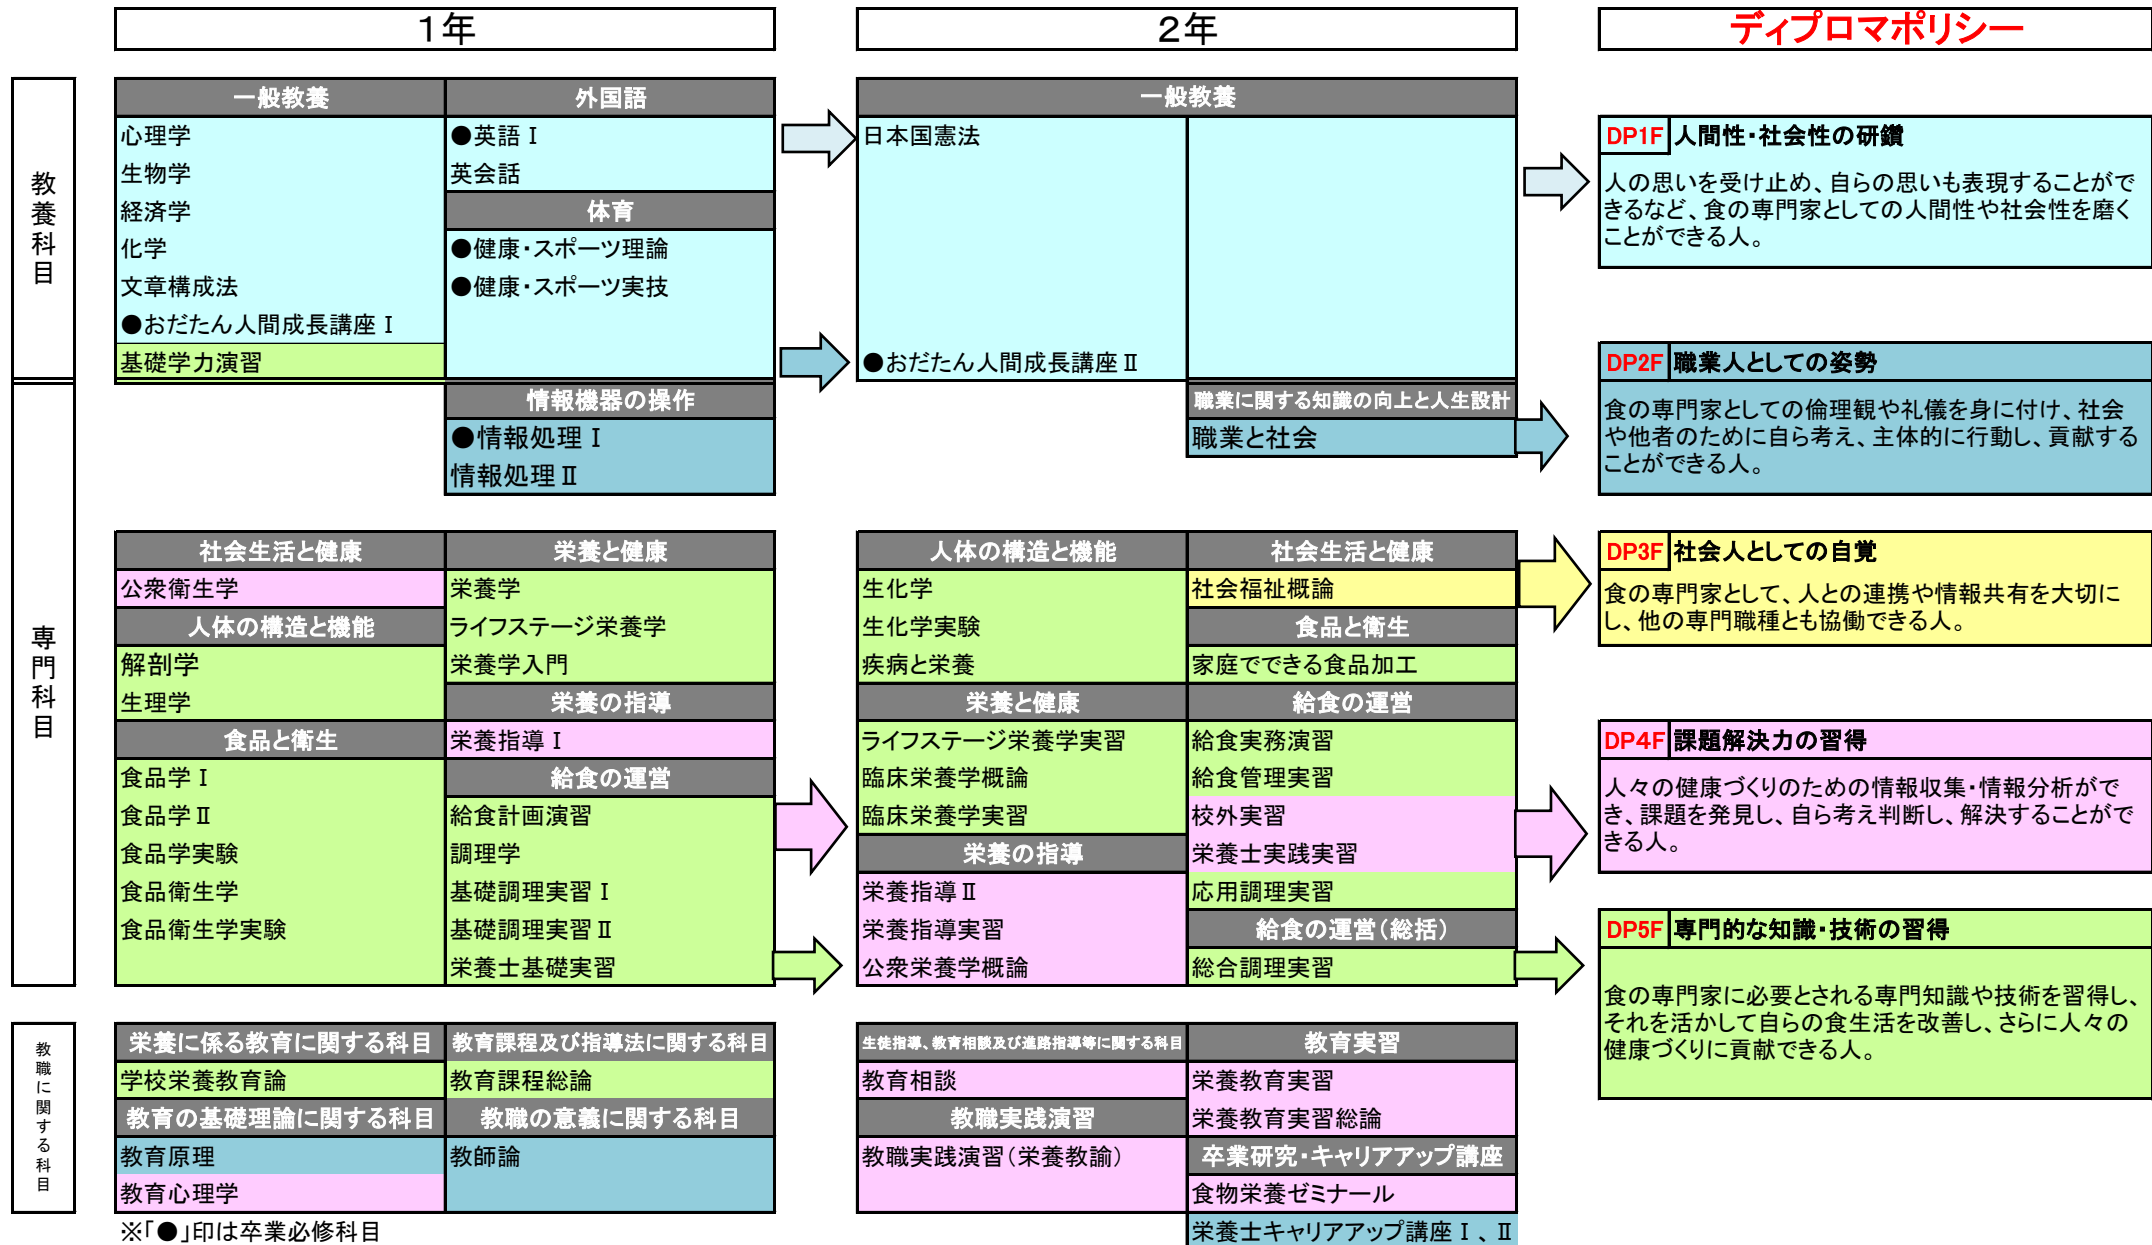 1年
2年
ディプロマポリシー
教養科目
一般教養
心理学
生物学
経済学
化学
文章構成法
●おだたん人間成長講座Ⅰ
基礎学力演習
外国語
●英語Ⅰ
英会話
体育
●健康・スポーツ理論
●健康・スポーツ実技
一般教養
日本国憲法
●おだたん人間成長講座Ⅱ
DP1F 人間性・社会性の研鑽
人の思いを受け止め、自らの思いも表現することがで
きるなど、食の専門家としての人間性や社会性を磨く
ことができる人。
専門科目
情報機器の操作
●情報処理Ⅰ
情報処理Ⅱ
職業に関する知識の向上と人生設計
職業と社会
DP2F 職業人としての姿勢
食の専門家としての倫理観や礼儀を身に付け、社会
や他者のために自ら考え、主体的に行動し、貢献する
ことができる人。
社会生活と健康
公衆衛生学
人体の構造と機能
解剖学
生理学
食品と衛生
食品学Ⅰ
食品学Ⅱ
食品学実験
食品衛生学
食品衛生学実験
栄養と健康
栄養学
ライフステージ栄養学
栄養学入門
栄養の指導
栄養指導Ⅰ
給食の運営
給食計画演習
調理学
基礎調理実習Ⅰ
基礎調理実習Ⅱ
栄養士基礎実習
人体の構造と機能
生化学
生化学実験
疾病と栄養
栄養と健康
ライフステージ栄養学実習
臨床栄養学概論
臨床栄養学実習
栄養の指導
栄養指導Ⅱ
栄養指導実習
公衆栄養学概論
社会生活と健康
社会福祉概論
食品と衛生
家庭でできる食品加工
給食の運営
給食実務演習
給食管理実習
校外実習
栄養士実践実習
応用調理実習
給食の運営(総括)
総合調理実習
DP3F 社会人としての自覚
食の専門家として、人との連携や情報共有を大切に
し、他の専門職種とも協働できる人。
DP4F 課題解決力の習得
人々の健康づくりのための情報収集・情報分析がで
き、課題を発見し、自ら考え判断し、解決することがで
きる人。
DP5F 専門的な知識・技術の習得
食の専門家に必要とされる専門知識や技術を習得し、
それを活かして自らの食生活を改善し、さらに人々の
健康づくりに貢献できる人。
教職に関する科目
栄養に係る教育に関する科目
学校栄養教育論
教育の基礎理論に関する科目
教育原理
教育心理学
教育課程及び指導法に関する科目
教育課程総論
教職の意義に関する科目
教師論
生徒指導、教育相談及び進路指導等に関する科目
教育相談
教職実践演習
教職実践演習(栄養教諭)
教育実習
栄養教育実習
栄養教育実習総論
卒業研究・キャリアアップ講座
食物栄養ゼミナール
栄養士キャリアアップ講座Ⅰ、Ⅱ
※「●」印は卒業必修科目